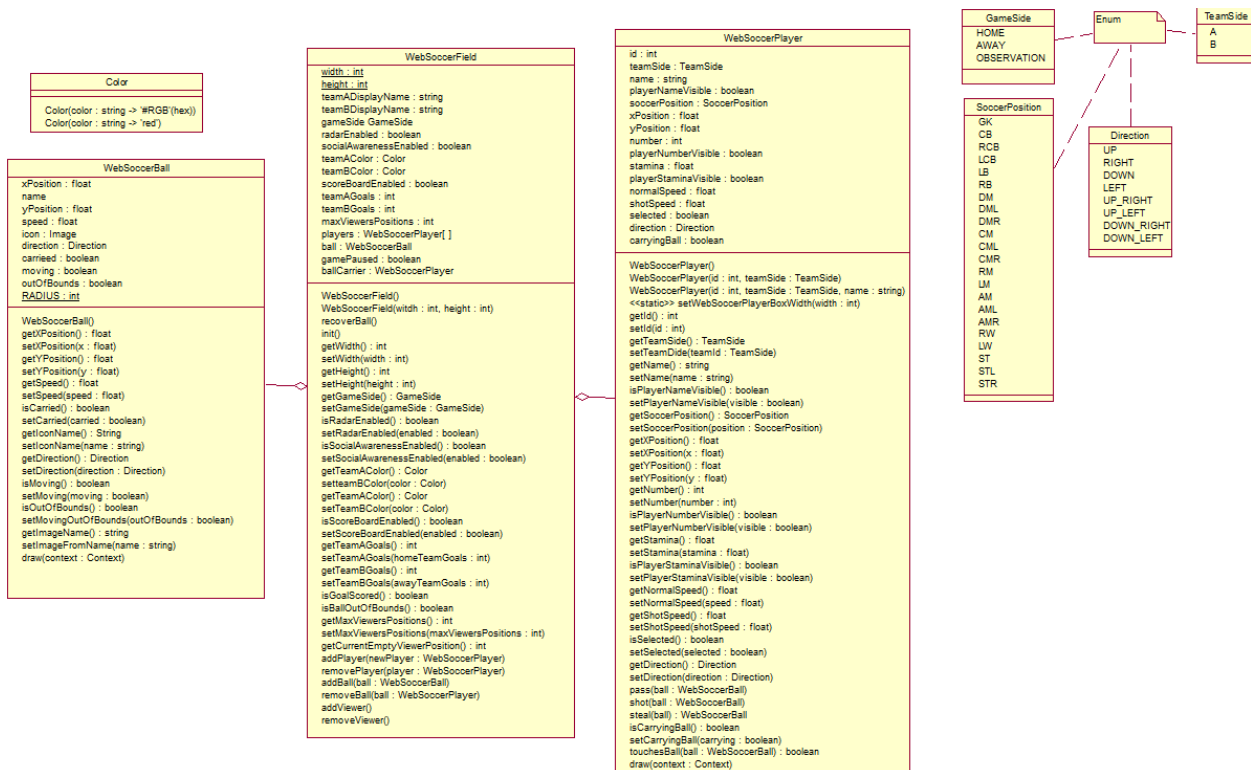 Color
Color(color : string -> '#RGB'(hex))
Color(color : string -> 'red')
WebSoccerBall
xPosition : float
name
yPosition : float
speed : float
icon : Image
direction : Direction
carrieed : boolean
moving : boolean
outOfBounds : boolean
RADIUS : int
WebSoccerBall()
getXPosition() : float
setXPosition(x : float)
getYPosition() : float
setYPosition(y : float)
getSpeed() : float
setSpeed(speed : float)
isCarried() : boolean
setCarried(carried : boolean)
getIconName() : String
setIconName(name : string)
getDirection() : Direction
setDirection(direction : Direction)
isMoving() : boolean
setMoving(moving : boolean)
isOutOfBounds() : boolean
setMovingOutOfBounds(outOfBounds : boolean)
getImageName() : string
setImageFromName(name : string)
draw(context : Context)
WebSoccerField
width : int
height : int
teamADisplayName : string
teamBDisplayName : string
gameSide GameSide
radarEnabled : boolean
socialAwarenessEnabled : boolean
teamAColor : Color
teamBColor : Color
scoreBoardEnabled : boolean
teamAGoals : int
teamBGoals : int
maxViewersPositions : int
players : WebSoccerPlayer[ ]
ball : WebSoccerBall
gamePaused : boolean
ballCarrier : WebSoccerPlayer
WebSoccerField()
WebSoccerField(witdh : int, height : int)
recoverBall()
init()
getWidth() : int
setWidth(width : int)
getHeight() : int
setHeight(height : int)
getGameSide() : GameSide
setGameSide(gameSide : GameSide)
isRadarEnabled() : boolean
setRadarEnabled(enabled : boolean)
isSocialAwarenessEnabled() : boolean
setSocialAwarenessEnabled(enabled : boolean)
getTeamAColor() : Color
setteamBColor(color : Color)
getTeamAColor() : Color
setTeamBColor(color : Color)
isScoreBoardEnabled() : boolean
setScoreBoardEnabled(enabled : boolean)
getTeamAGoals() : int
setTeamAGoals(homeTeamGoals : int)
getTeamBGoals() : int
setTeamBGoals(awayTeamGoals : int)
isGoalScored() : boolean
isBallOutOfBounds() : boolean
getMaxViewersPositions() : int
setMaxViewersPositions(maxViewersPositions : int)
getCurrentEmptyViewerPosition() : int
addPlayer(newPlayer : WebSoccerPlayer)
removePlayer(player : WebSoccerPlayer)
addBall(ball : WebSoccerBall)
removeBall(ball : WebSoccerPlayer)
addViewer()
removeViewer()
WebSoccerPlayer
id : int
teamSide : TeamSide
name : string
playerNameVisible : boolean
soccerPosition : SoccerPosition
xPosition : float
yPosition : float
number : int
playerNumberVisible : boolean
stamina : float
playerStaminaVisible : boolean
normalSpeed : float
shotSpeed : float
selected : boolean
direction : Direction
carryingBall : boolean
WebSoccerPlayer()
WebSoccerPlayer(id : int, teamSide : TeamSide)
WebSoccerPlayer(id : int, teamSide : TeamSide, name : string)
<<static>> setWebSoccerPlayerBoxWidth(width : int)
getId() : int
setId(id : int)
getTeamSide() : TeamSide
setTeamDide(teamId : TeamSide)
getName() : string
setName(name : string)
isPlayerNameVisible() : boolean
setPlayerNameVisible(visible : boolean)
getSoccerPosition() : SoccerPosition
setSoccerPosition(position : SoccerPosition)
getXPosition() : float
setXPosition(x : float)
getYPosition() : float
setYPosition(y : float)
getNumber() : int
setNumber(number : int)
isPlayerNumberVisible() : boolean
setPlayerNumberVisible(visible : boolean)
getStamina() : float
setStamina(stamina : float)
isPlayerStaminaVisible() : boolean
setPlayerStaminaVisible(visible : boolean)
getNormalSpeed() : float
setNormalSpeed(speed : float)
getShotSpeed() : float
setShotSpeed(shotSpeed : float)
isSelected() : boolean
setSelected(selected : boolean)
getDirection() : Direction
setDirection(direction : Direction)
pass(ball : WebSoccerBall)
shot(ball : WebSoccerBall)
steal(ball) : WebSoccerBall
isCarryingBall() : boolean
setCarryingBall(carrying : boolean)
touchesBall(ball : WebSoccerBall) : boolean
draw(context : Context)
GameSide
HOME
AWAY
OBSERVATION
Enum
TeamSide
A
B
SoccerPosition
GK
CB
RCB
LCB
LB
RB
DM
DML
DMR
CM
CML
CMR
RM
LM
AM
AML
AMR
RW
LW
ST
STL
STR
Direction
UP
RIGHT
DOWN
LEFT
UP_RIGHT
UP_LEFT
DOWN_RIGHT
DOWN_LEFT